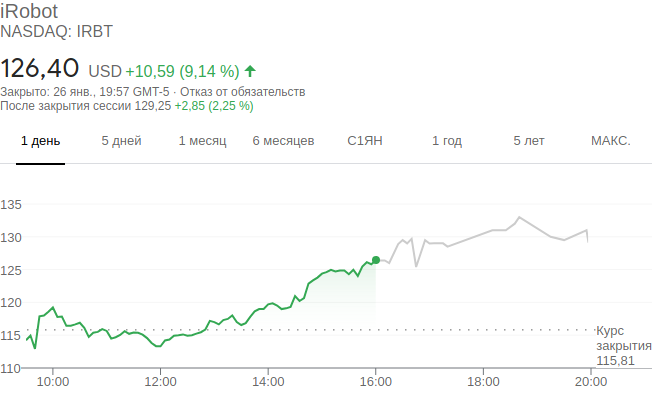 iRobot
NASDAQ: IRBT
126,40 USD +10,59 (9,14 %)
Закрыто: 26 янв., 19:57 GMT-5 · Отказ от обязательств
После закрытия сессии 129,25 +2,85 (2,25 %)
1 день 5 дней 1 месяц 6 месяцев С1ЯН 1 год 5 лет МАКС.
135
130
125
120
115
110
Курс
закрытия
115,81
10:00 12:00 14:00 16:00 18:00 20:00